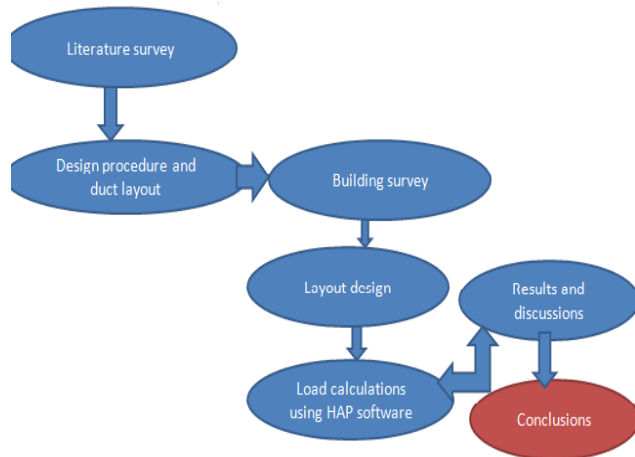 Literature survey
Design procedure and
duct layout
Building survey
Layout design
Load calculations
using HAP software
Results and
discussions
Conclusions